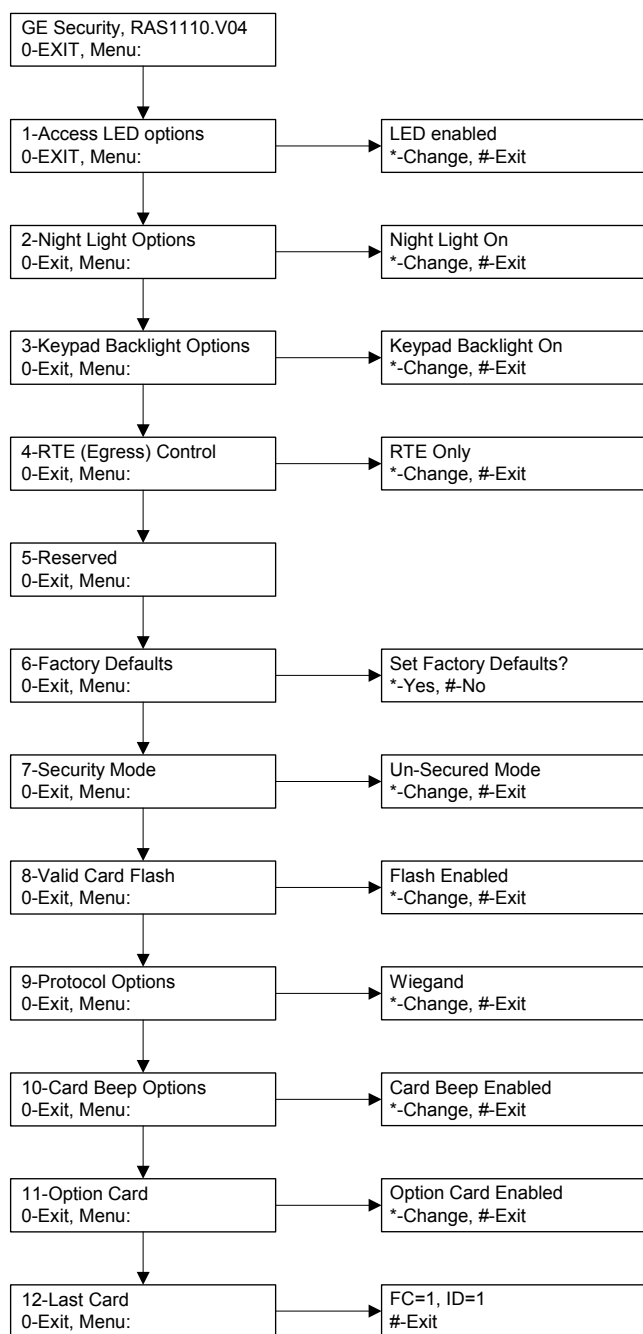 GE Security, RAS1110.V04
0-EXIT, Menu:
1-Access LED options
0-EXIT, Menu:
LED enabled
*-Change, #-Exit
2-Night Light Options
0-Exit, Menu:
Night Light On
*-Change, #-Exit
3-Keypad Backlight Options
0-Exit, Menu:
Keypad Backlight On
*-Change, #-Exit
4-RTE (Egress) Control
0-Exit, Menu:
RTE Only
*-Change, #-Exit
5-Reserved
0-Exit, Menu:
6-Factory Defaults
0-Exit, Menu:
Set Factory Defaults?
*-Yes, #-No
7-Security Mode
0-Exit, Menu:
Un-Secured Mode
*-Change, #-Exit
8-Valid Card Flash
0-Exit, Menu:
Flash Enabled
*-Change, #-Exit
9-Protocol Options
0-Exit, Menu:
Wiegand
*-Change, #-Exit
10-Card Beep Options
0-Exit, Menu:
Card Beep Enabled
*-Change, #-Exit
11-Option Card
0-Exit, Menu:
Option Card Enabled
*-Change, #-Exit
12-Last Card
0-Exit, Menu:
FC=1, ID=1
#-Exit